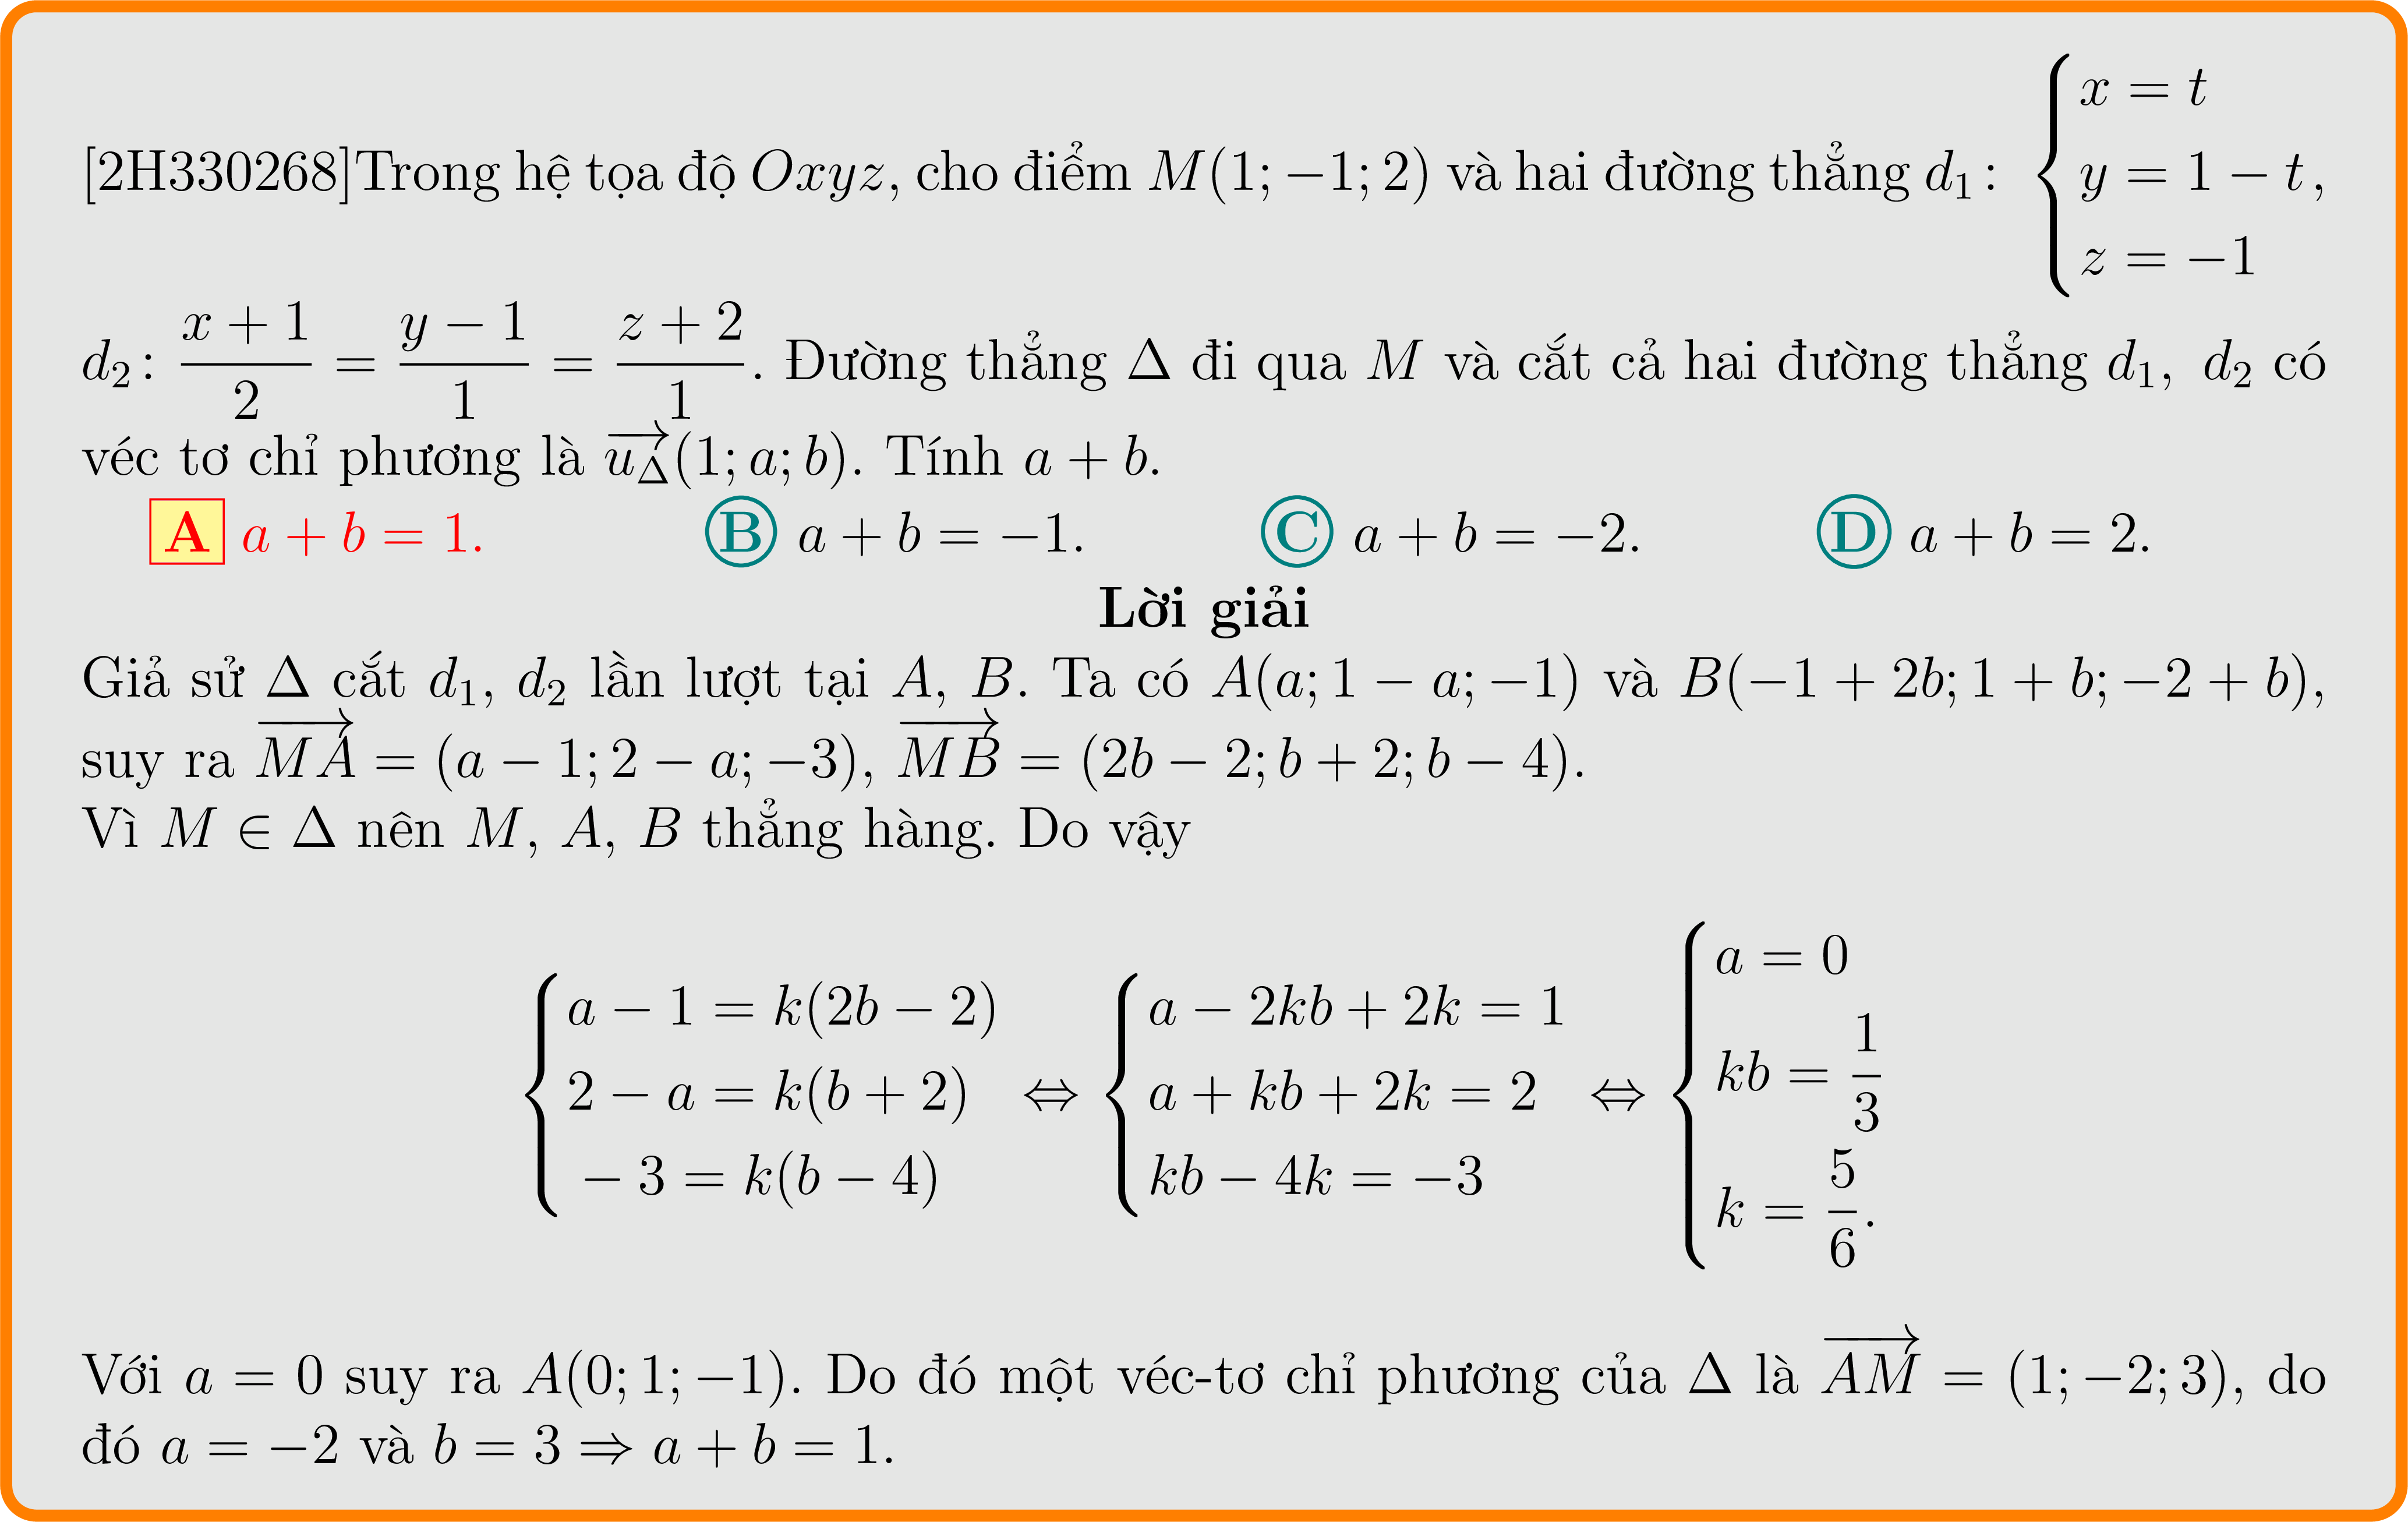 [2H330268]Trong hệ tọa độ $Oxyz$, cho điểm $M(1;-1;2)$ và hai đường thẳng $d_1\colon \begin{cases} x = t \\ y = 1 - t \\ z = -1 \end{cases}$,
$d_2\colon \dfrac{x+1}{2} = \dfrac{y-1}{1} = \dfrac{z+2}{1}$. Đường thẳng $\Delta$ đi qua $M$ và cắt cả hai đường thẳng $d_1$, $d_2$ có
véc tơ chỉ phương là $\overrightarrow{u_\Delta}(1;a;b)$. Tính $a+b$.
A $a+b=1$. B $a+b=-1$. C $a+b=-2$. D $a+b=2$.
Lời giải
Giả sử $\Delta$ cắt $d_1$, $d_2$ lần lượt tại $A$, $B$. Ta có $A(a;1-a;-1)$ và $B(-1+2b;1+b;-2+b)$,
suy ra $\overrightarrow{MA} = (a-1;2-a;-3)$, $\overrightarrow{MB} = (2b-2;b+2;b-4)$.
Vì $M \in \Delta$ nên $M$, $A$, $B$ thẳng hàng. Do vậy
$\begin{cases} a-1 = k(2b-2) \\ 2-a = k(b+2) \\ -3 = k(b-4) \end{cases} \Leftrightarrow \begin{cases} a-2kb+2k = 1 \\ a+kb+2k = 2 \\ kb-4k = -3 \end{cases} \Leftrightarrow \begin{cases} a = 0 \\ kb = \dfrac{1}{3} \\ k = \dfrac{5}{6}. \end{cases}$
Với $a = 0$ suy ra $A(0;1;-1)$. Do đó một véc-tơ chỉ phương của $\Delta$ là $\overrightarrow{AM} = (1;-2;3)$, do
đó $a = -2$ và $b = 3 \Rightarrow a+b = 1$.